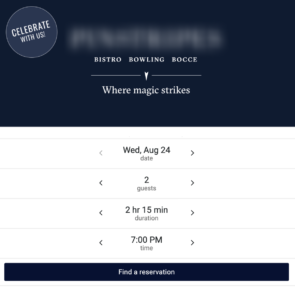 CELEBRATE
WITH US!
BISTRO BOWLING BOCCE
Where magic strikes
Wed, Aug 24
date
2
guests
2 hr 15 min
duration
7:00 PM
time
Find a reservation